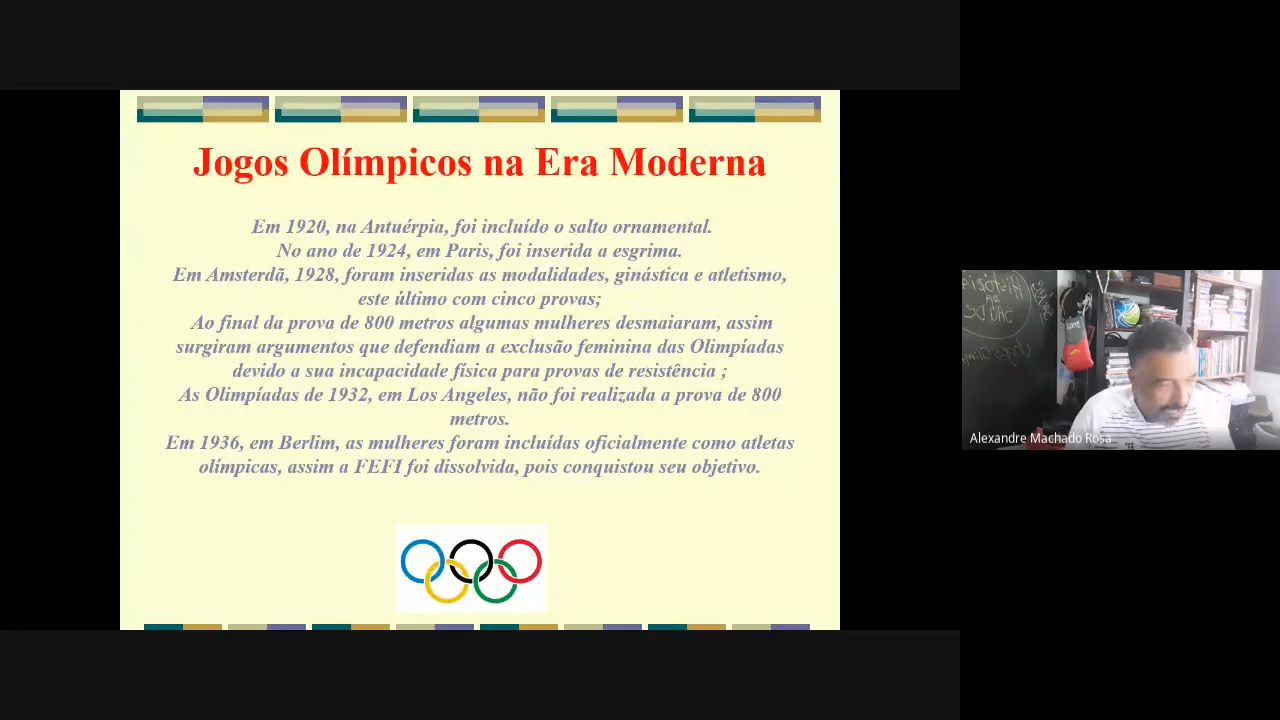 Jogos Olímpicos na Era Moderna
Em 1920, na Antuérpia, foi incluído o salto ornamental.
No ano de 1924, em Paris, foi inserida a esgrima.
Em Amsterdã, 1928, foram inseridas as modalidades, ginástica e atletismo,
este último com cinco provas;
Ao final da prova de 800 metros algumas mulheres desmaiaram, assim
surgiram argumentos que defendiam a exclusão feminina das Olimpíadas
devido a sua incapacidade física para provas de resistência ;
As Olimpíadas de 1932, em Los Angeles, não foi realizada a prova de 800
metros.
Em 1936, em Berlim, as mulheres foram incluídas oficialmente como atletas
olímpicas, assim a FEFI foi dissolvida, pois conquistou seu objetivo.
HISTÓRIA
DA
SAÚDE
Alexandre Machado Rosa